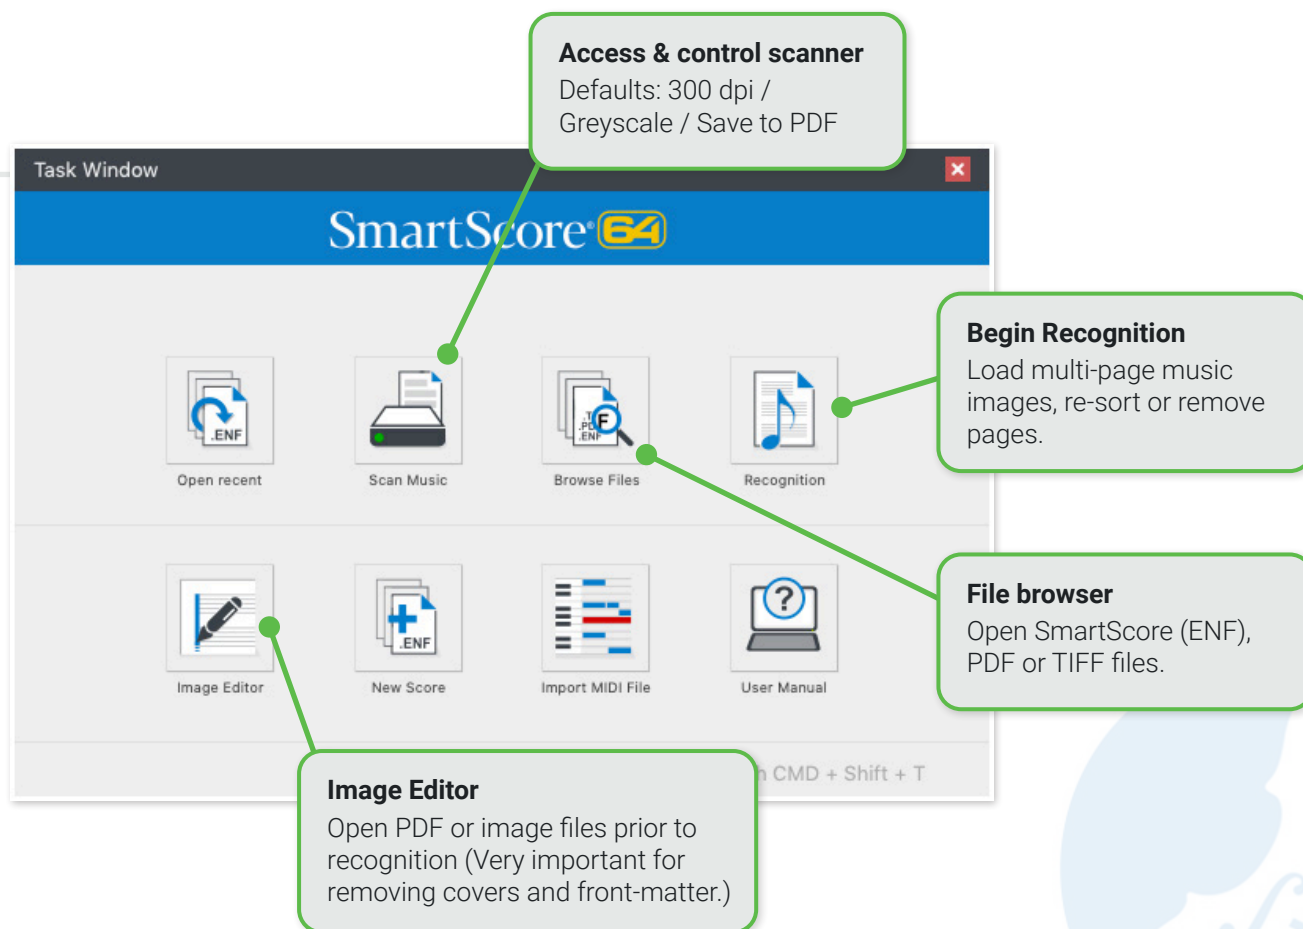 Access & control scanner
Defaults: 300 dpi /
Greyscale / Save to PDF
Task Window
SmartScore® 64
Begin Recognition
Load multi-page music
images, re-sort or remove
pages.
.ENF
.PDF
.ENF
F
Open recent
Scan Music
Browse Files
Recognition
File browser
Open SmartScore (ENF),
PDF or TIFF files.
.ENF
?
Image Editor
New Score
Import MIDI File
User Manual
CMD + Shift + T
Image Editor
Open PDF or image files prior to
recognition (Very important for
removing covers and front-matter.)